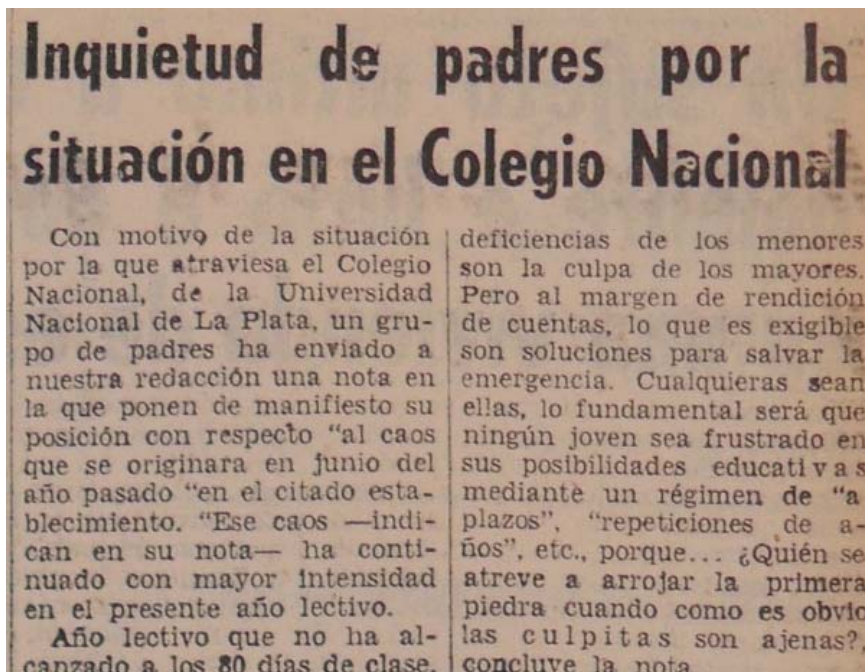 Inquietud de padres por la
situación en el Colegio Nacional
Con motivo de la situación
por la que atraviesa el Colegio
Nacional, de la Universidad
Nacional de La Plata, un gru-
po de padres ha enviado a
nuestra redacción una nota en
la que ponen de manifiesto su
posición con respecto “al caos
que se originara en junio del
año pasado “en el citado esta-
blecimiento. “Ese caos —indi-
can en su nota— ha conti-
nuado con mayor intensidad
en el presente año lectivo.
Año lectivo que no ha al-
canzado a los 80 días de clase,
deficiencias de los menores
son la culpa de los mayores.
Pero al margen de rendición
de cuentas, lo que es exigible
son soluciones para salvar la
emergencia. Cualquieras sean
ellas, lo fundamental será que
ningún joven sea frustrado en
sus posibilidades educativas
mediante un régimen de “a
plazos”, “repeticiones de a-
ños”, etc., porque... ¿Quién se
atreve a arrojar la primera
piedra cuando como es obvio
las culpitas son ajenas?
concluye la nota